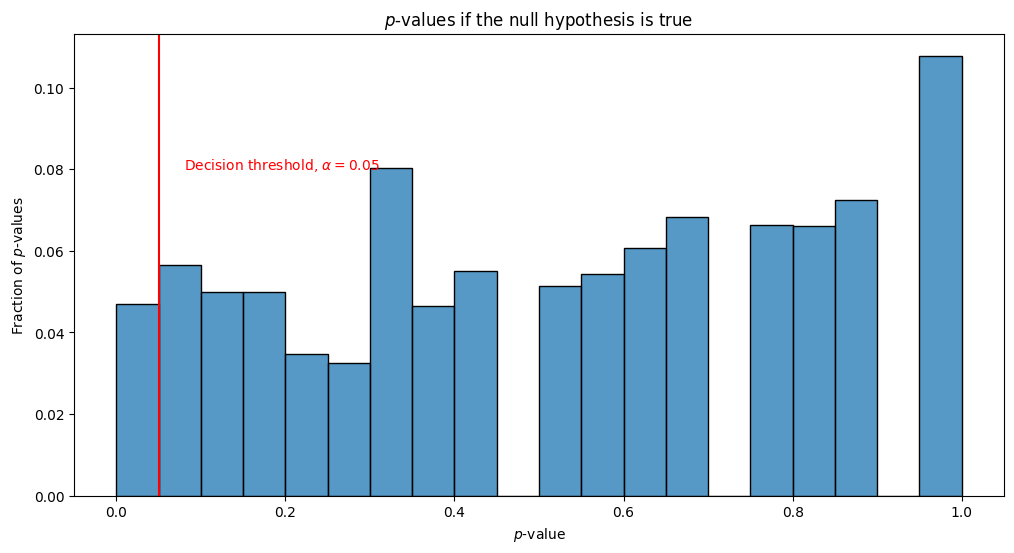 p-values if the null hypothesis is true
Fraction of p-values
0.10
0.08
0.06
0.04
0.02
0.00
Decision threshold, α = 0.05
0.0 0.2 0.4 0.6 0.8 1.0
p-value